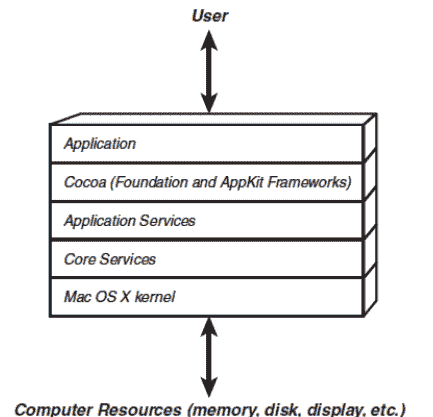 User
Application
Cocoa (Foundation and AppKit Frameworks)
Application Services
Core Services
Mac OS X kernel
Computer Resources (memory, disk, display, etc.)